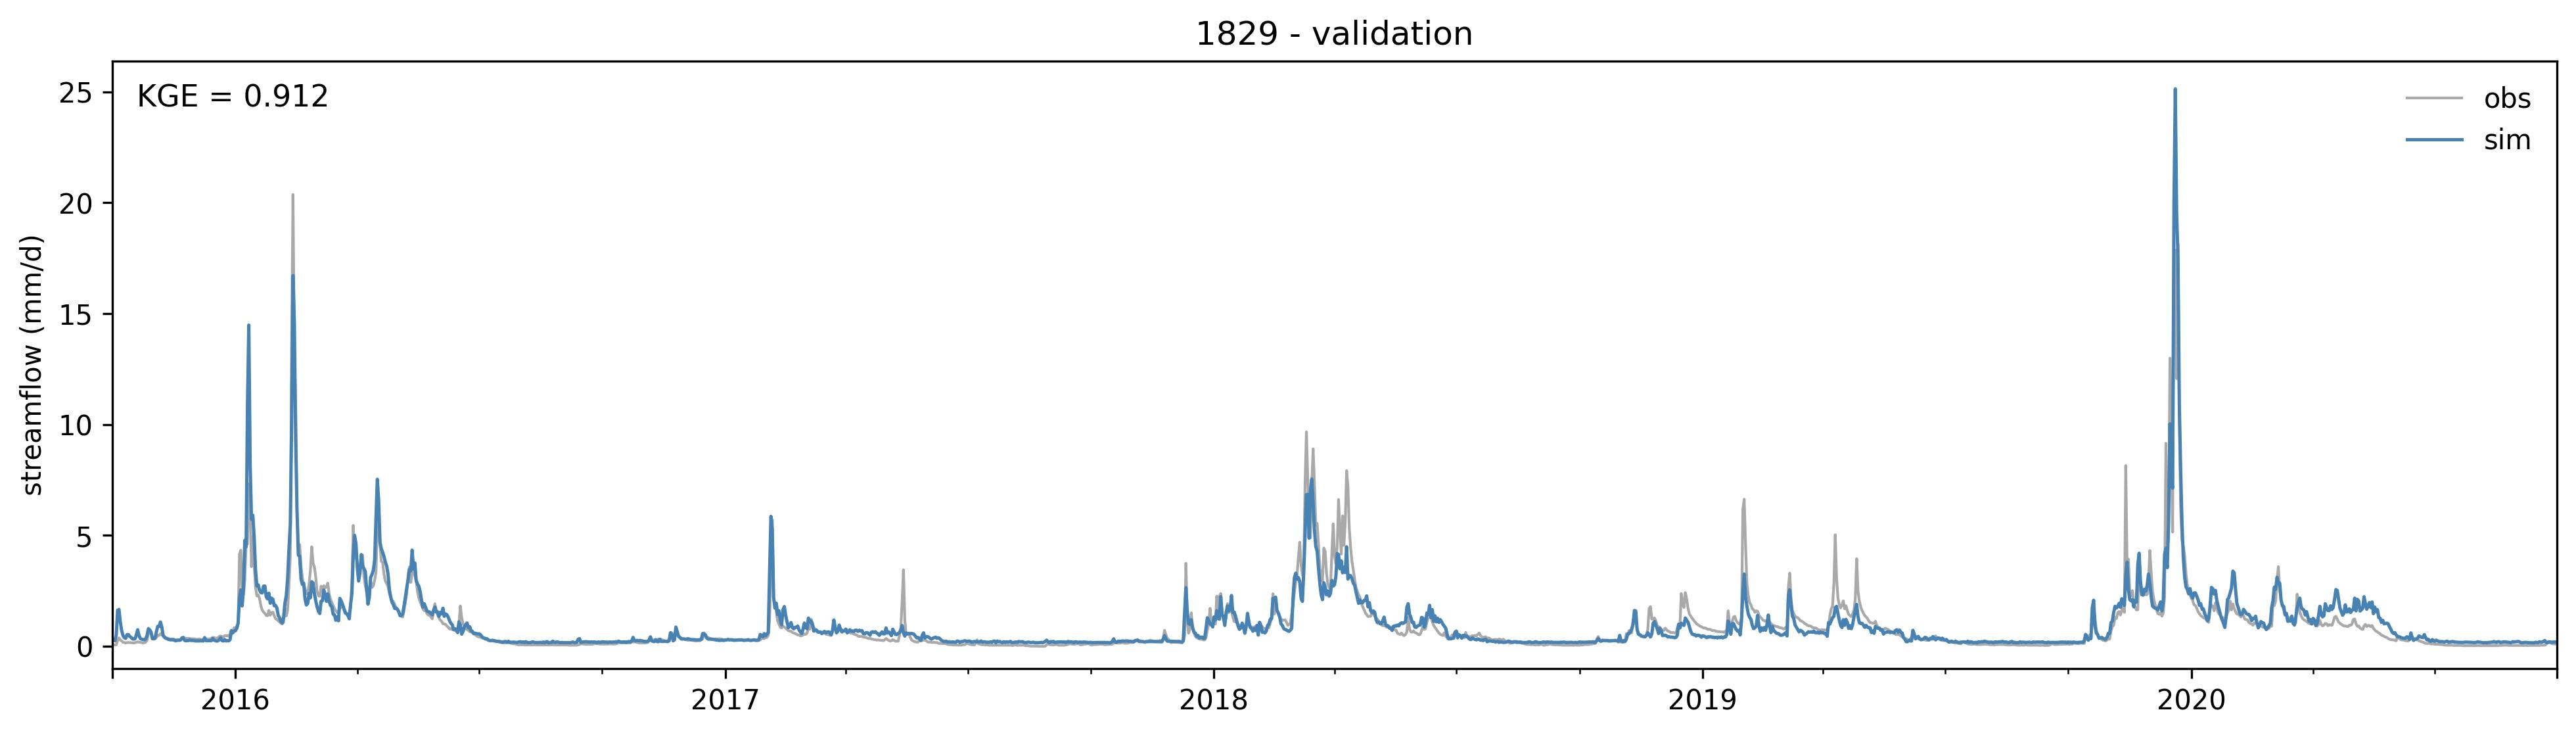 1829 - validation
KGE = 0.912
obs
sim
streamflow (mm/d)
25
20
15
10
5
0
2016 2017 2018 2019 2020